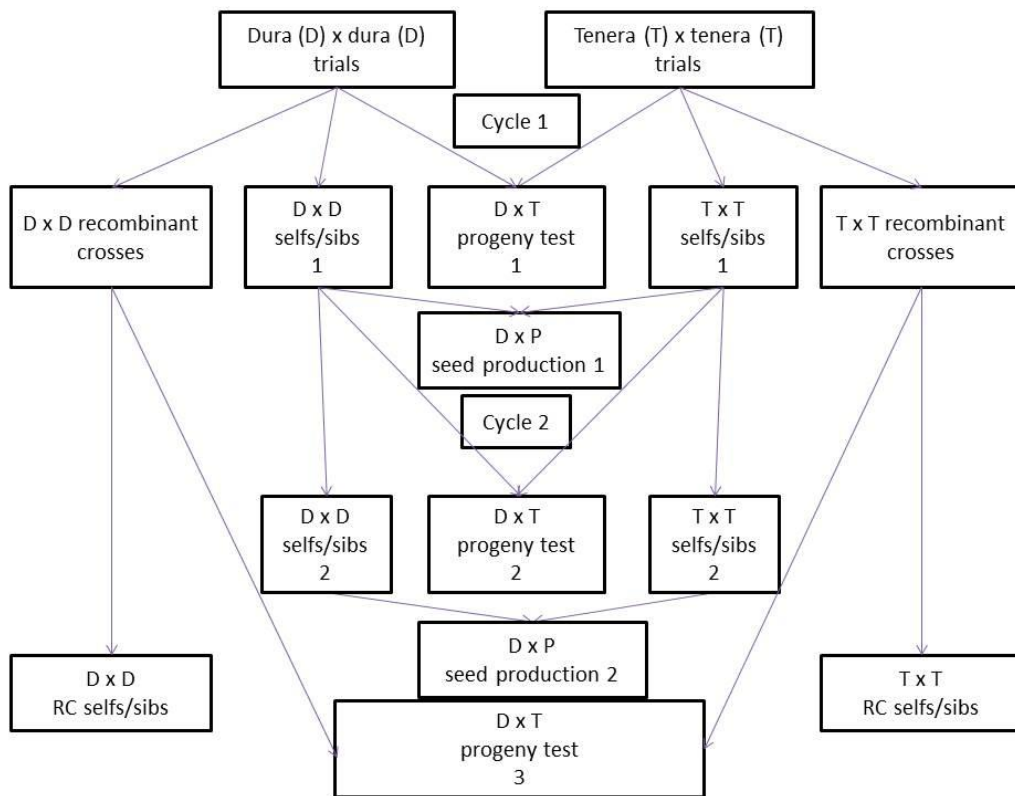 Dura (D) x dura (D)
trials
Tenera (T) x tenera (T)
trials
Cycle 1
D x D recombinant
crosses
D x D
selfs/sibs
1
D x T
progeny test
1
T x T
selfs/sibs
1
T x T recombinant
crosses
D x P
seed production 1
Cycle 2
D x D
selfs/sibs
2
D x T
progeny test
2
T x T
selfs/sibs
2
D x D
RC selfs/sibs
D x P
seed production 2
T x T
RC selfs/sibs
D x T
progeny test
3